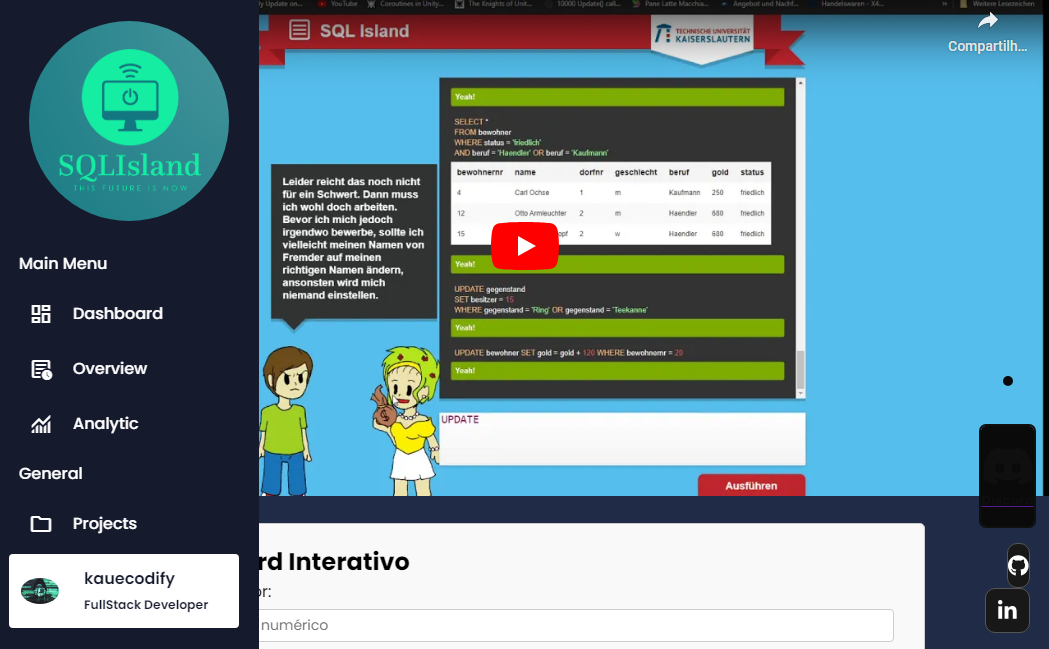 SQLIsland
THIS FUTURE IS NOW
Main Menu
Dashboard
Overview
Analytic
General
Projects
kauecodify
FullStack Developer
YouTube
Coroutines in Unity...
The Knights of Unit...
10000 Update() call...
Pane Latte Macchia...
Angebot und Nachf...
Handelswaren - X4...
»
Weitere Lesezeichen
SQL Island
TECHNISCHE UNIVERSITÄT
KAISERSLAUTERN
Compartilh...
Leider reicht das noch nicht
für ein Schwert. Dann muss
ich wohl doch arbeiten.
Bevor ich mich jedoch
irgendwo bewerbe, sollte ich
vielleicht meinen Namen von
Fremder auf meinen
richtigen Namen ändern,
ansonsten wird mich
niemand einstellen.
Yeah!
SELECT *
FROM bewohner
WHERE status = 'friedlich'
AND beruf = 'Haendler' OR beruf = 'Kaufmann'
bewohnernr name dorfnr geschlecht beruf gold status
4 Carl Ochse 1 m Kaufmann 250 friedlich
12 Otto Armleuchter 2 m Haendler 680 friedlich
15 opf 2 w Haendler 680 friedlich
Yeah!
UPDATE gegenstand
SET besitzer = 15
WHERE gegenstand = 'Ring' OR gegenstand = 'Teekanne'
Yeah!
UPDATE bewohner SET gold = gold + 120 WHERE bewohnernr = 20
Yeah!
UPDATE
Ausführen
rd Interativo
or:
numérico
in